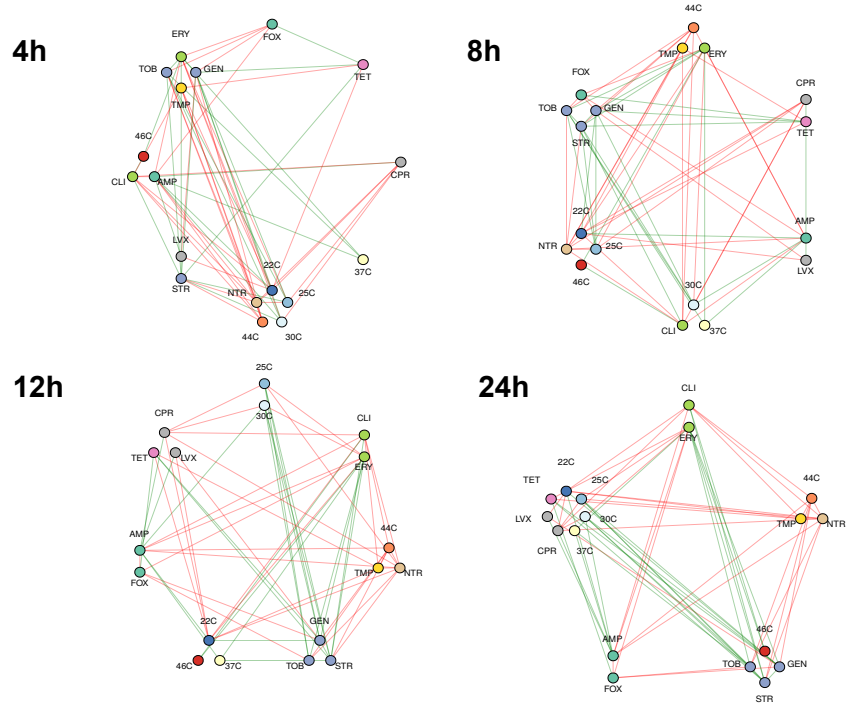 4h
ERY
FOX
TOB
GEN
TET
TMP
46C
CLI
AMP
CPR
LVX
STR
22C
37C
NTR
25C
44C
30C
8h
44C
TMP
ERY
FOX
CPR
TOB
GEN
TET
STR
22C
AMP
NTR
25C
LVX
46C
30C
CLI
37C
12h
25C
30C
CPR
CLI
TET
LVX
ERY
AMP
44C
FOX
TMP
NTR
22C
GEN
46C
37C
TOB
STR
24h
CLI
ERY
22C
TET
25C
44C
LVX
30C
TMP
NTR
CPR
37C
AMP
46C
FOX
TOB
GEN
STR